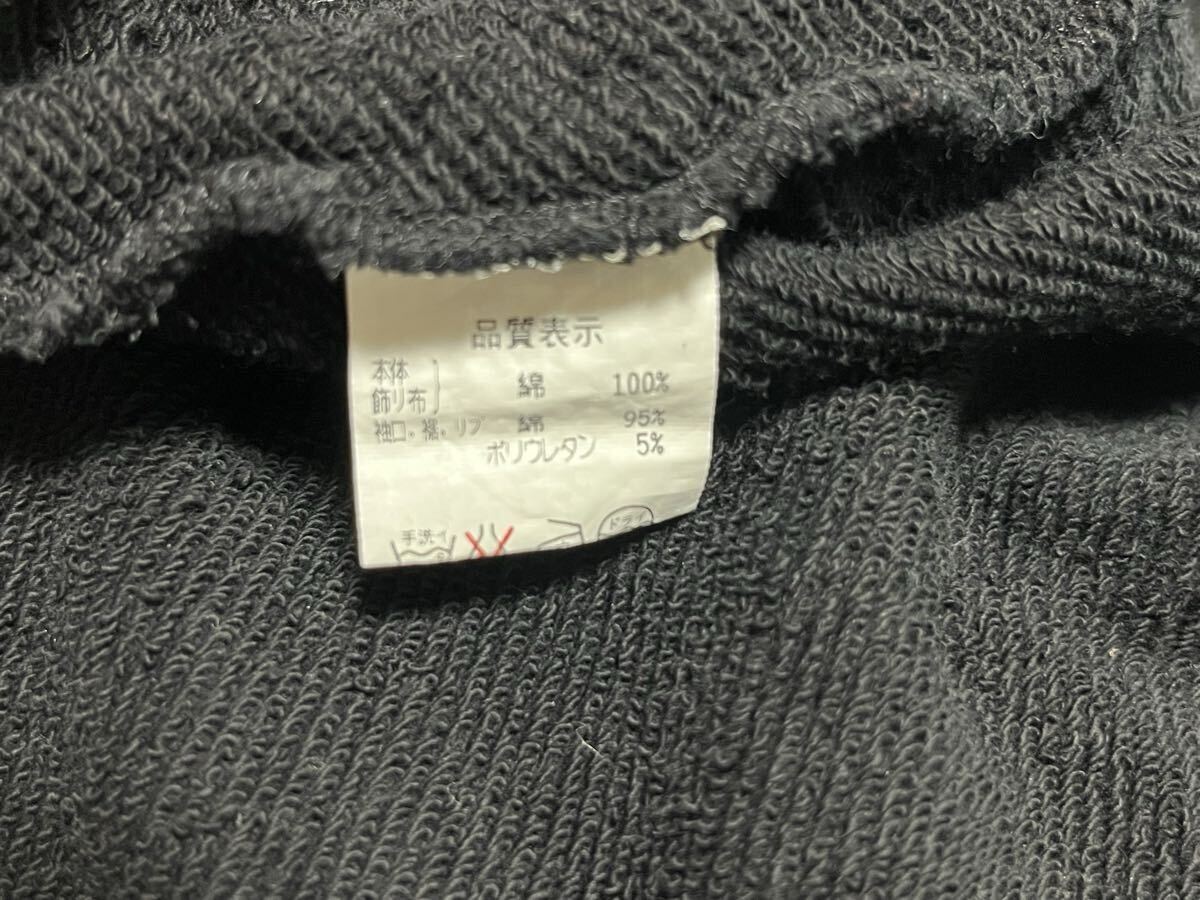 品質表示
本体
飾り布 綿 100%
袖口、裾、リブ 綿 95%
ポリウレタン 5%
手洗イ ドライ